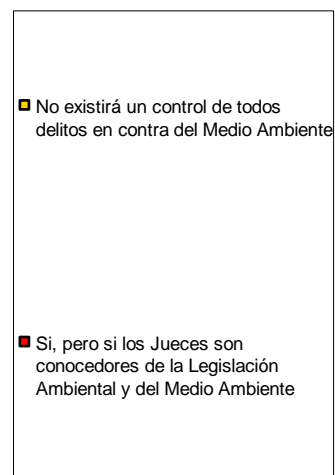 No existirá un control de todos
delitos en contra del Medio Ambiente
Si, pero si los Jueces son
conocedores de la Legislación
Ambiental y del Medio Ambiente